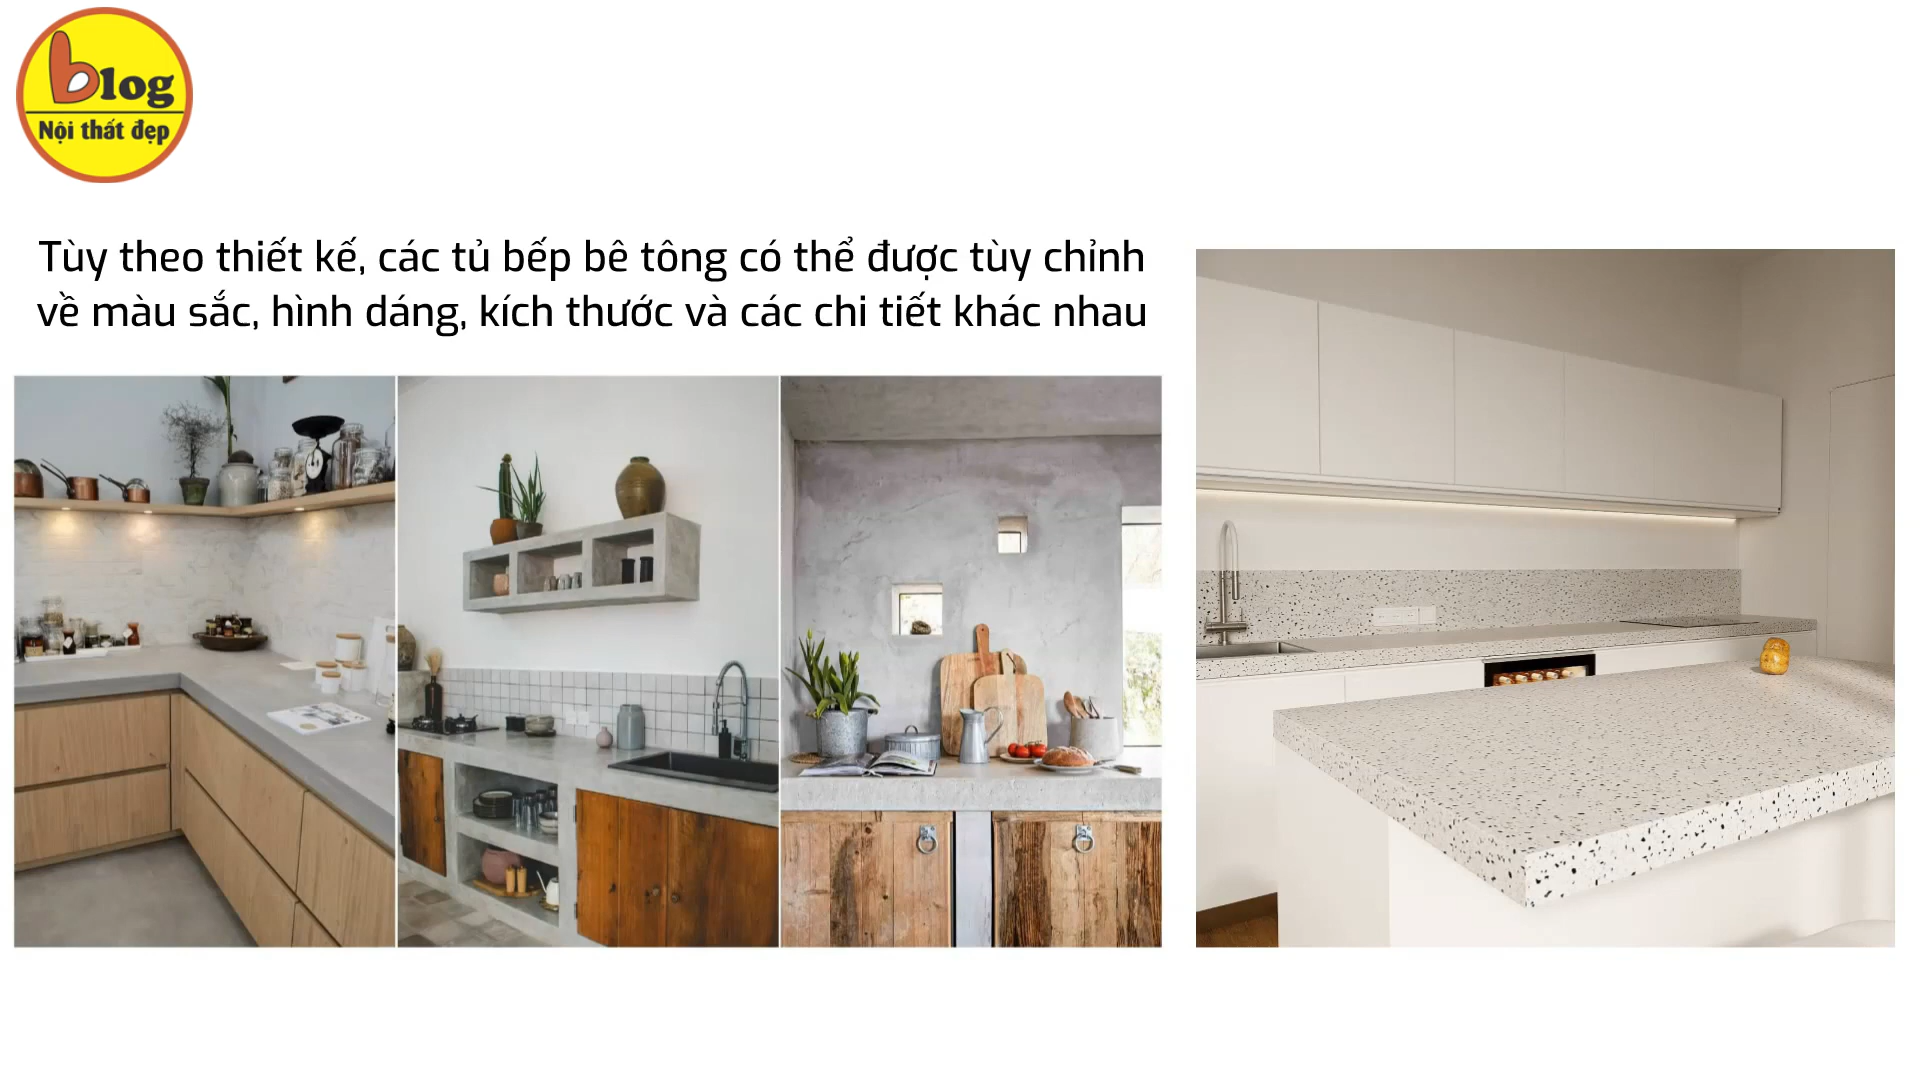 blog
Nội thất đẹp
Tùy theo thiết kế, các tủ bếp bê tông có thể được tùy chỉnh
về màu sắc, hình dáng, kích thước và các chi tiết khác nhau